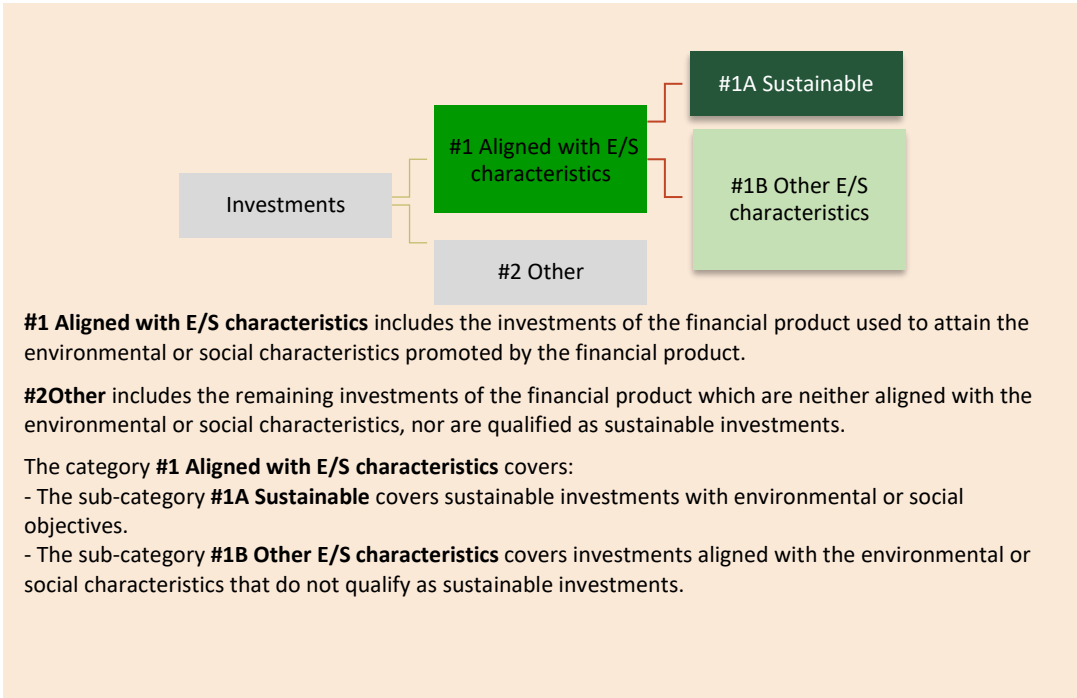 #1A Sustainable
#1 Aligned with E/S
characteristics
#1B Other E/S
characteristics
Investments
#2 Other
#1 Aligned with E/S characteristics includes the investments of the financial product used to attain the
environmental or social characteristics promoted by the financial product.
#2Other includes the remaining investments of the financial product which are neither aligned with the
environmental or social characteristics, nor are qualified as sustainable investments.
The category #1 Aligned with E/S characteristics covers:
- The sub-category #1A Sustainable covers sustainable investments with environmental or social
objectives.
- The sub-category #1B Other E/S characteristics covers investments aligned with the environmental or
social characteristics that do not qualify as sustainable investments.